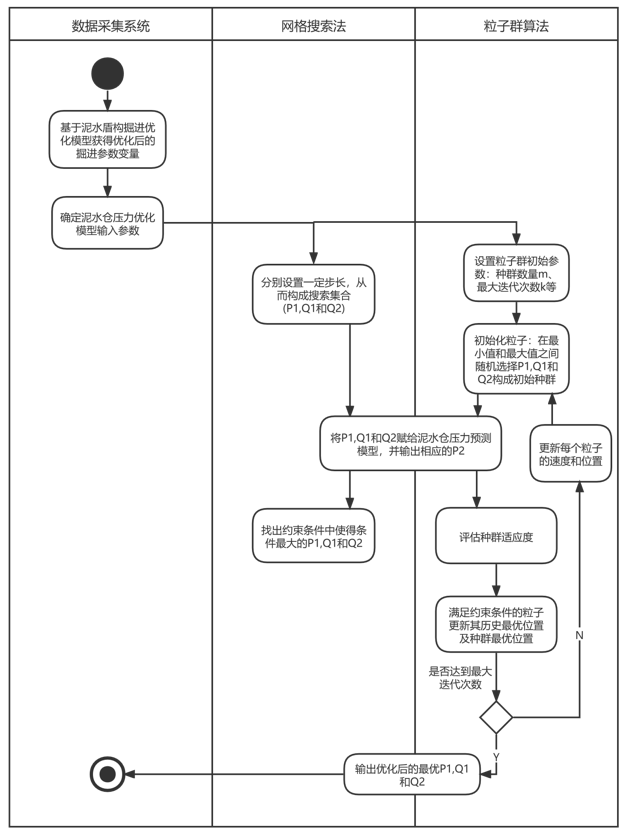 数据采集系统
网格搜索法
粒子群算法
基于泥水盾构掘进优
化模型获得优化后的
掘进参数变量
确定泥水仓压力优化
模型输入参数
设置粒子群初始参
数：种群数量m、
最大迭代次数k等
分别设置一定步长，从
而构成搜索集合
(P1,Q1和Q2)
初始化粒子：在最
小值和最大值之间
随机选择P1,Q1和
Q2构成初始种群
将P1,Q1和Q2赋给泥水仓压力预测
模型，并输出相应的P2
更新每个粒子
的速度和位置
找出约束条件中使得条
件最大的P1,Q1和Q2
评估种群适应度
满足约束条件的粒子
更新其历史最优位置
及种群最优位置
N
是否达到最大
迭代次数
Y
输出优化后的最优P1,Q1
和Q2